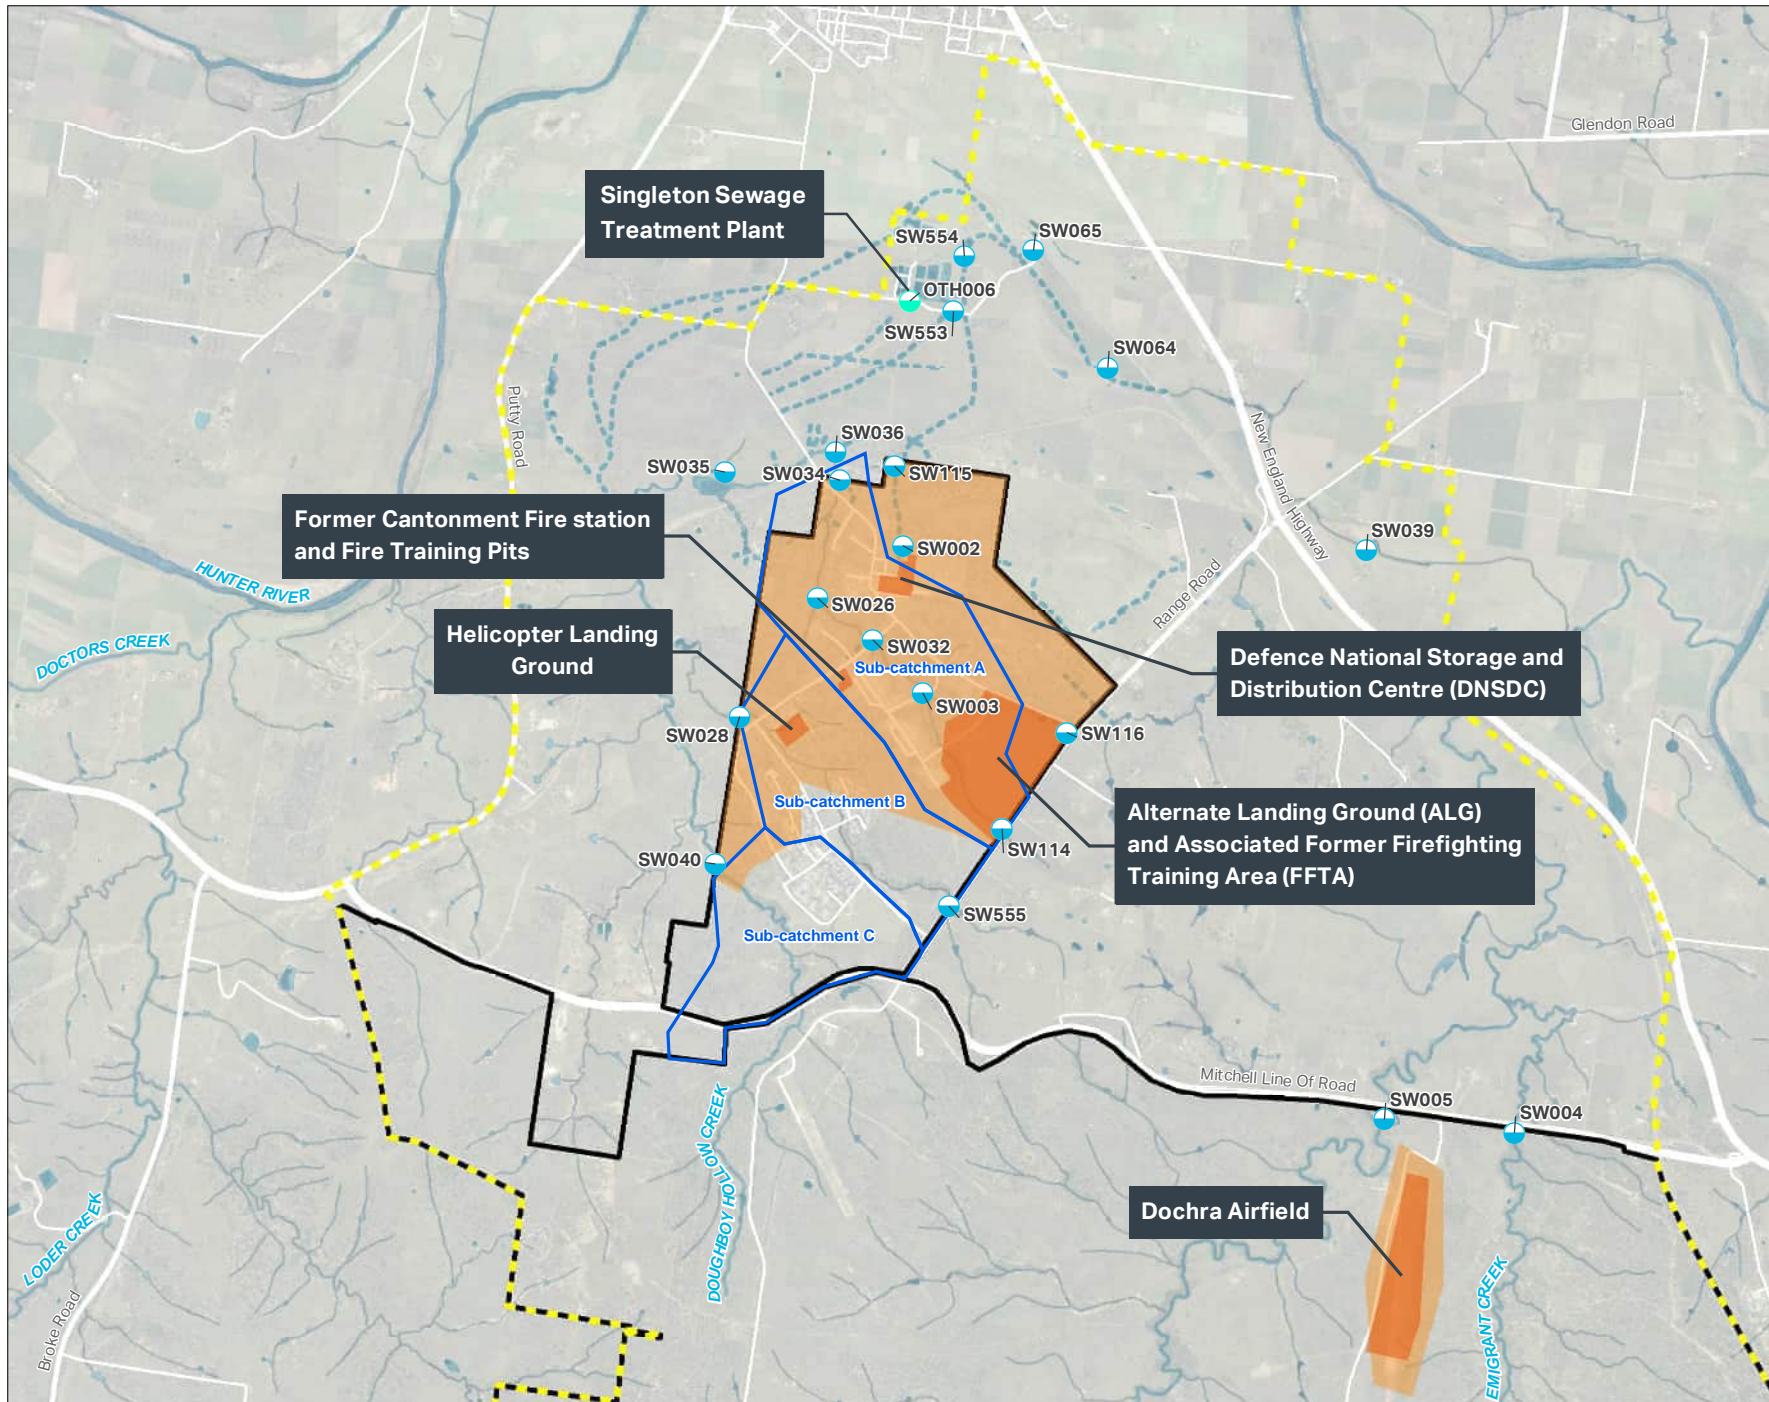 Glendon Road
Singleton Sewage
Treatment Plant
SW554
SW065
OTH006
SW553
SW064
Putty Road
New England Highway
SW036
SW035
SW034
SW115
Former Cantonment Fire station
and Fire Training Pits
SW002
SW039
HUNTER RIVER
SW026
Range Road
DOCTORS CREEK
Helicopter Landing
Ground
SW032
Sub-catchment A
Defence National Storage and
Distribution Centre (DNSDC)
SW003
SW028
SW116
Sub-catchment B
Alternate Landing Ground (ALG)
and Associated Former Firefighting
Training Area (FFTA)
SW114
SW040
SW555
Sub-catchment C
Mitchell Line Of Road
SW005
SW004
DOUGHBOY HOLLOW CREEK
LODER CREEK
Dochra Airfield
EMIGRANT CREEK
Broke Road